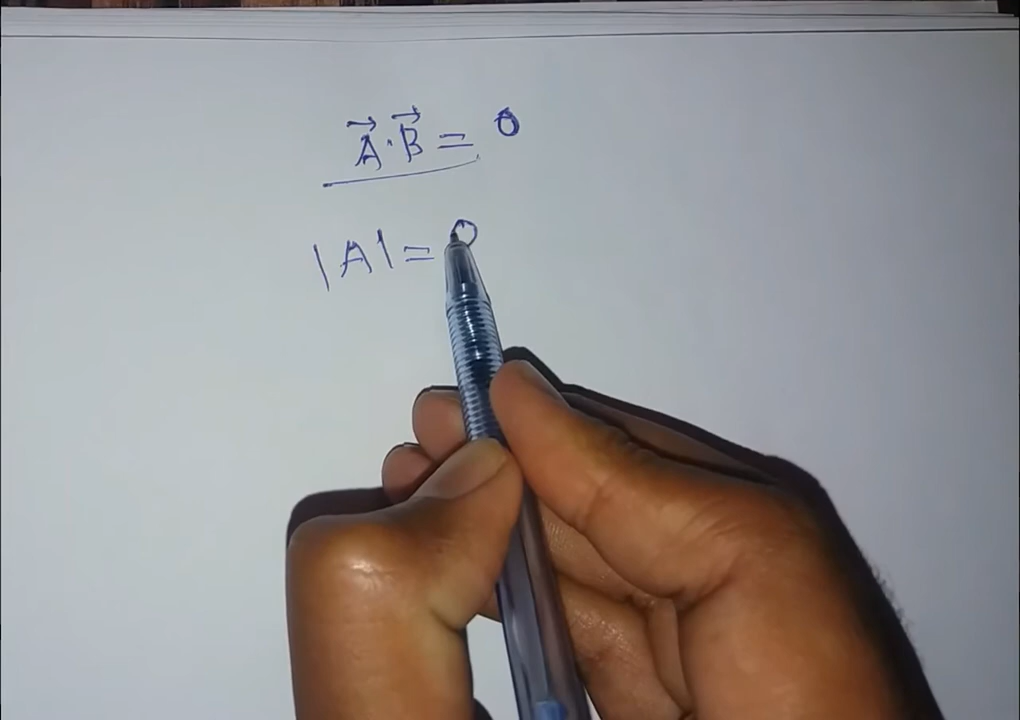 A⃗·B⃗ = 0
|A| = 0